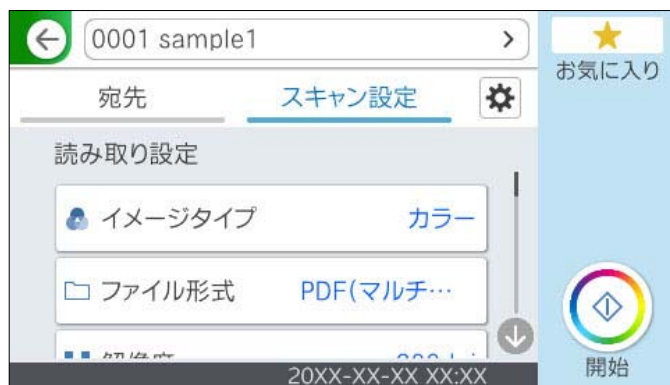 0001 sample1
お気に入り
宛先
スキャン設定
読み取り設定
イメージタイプ
カラー
ファイル形式
PDF(マルチ…
開始
20XX-XX-XX XX:XX